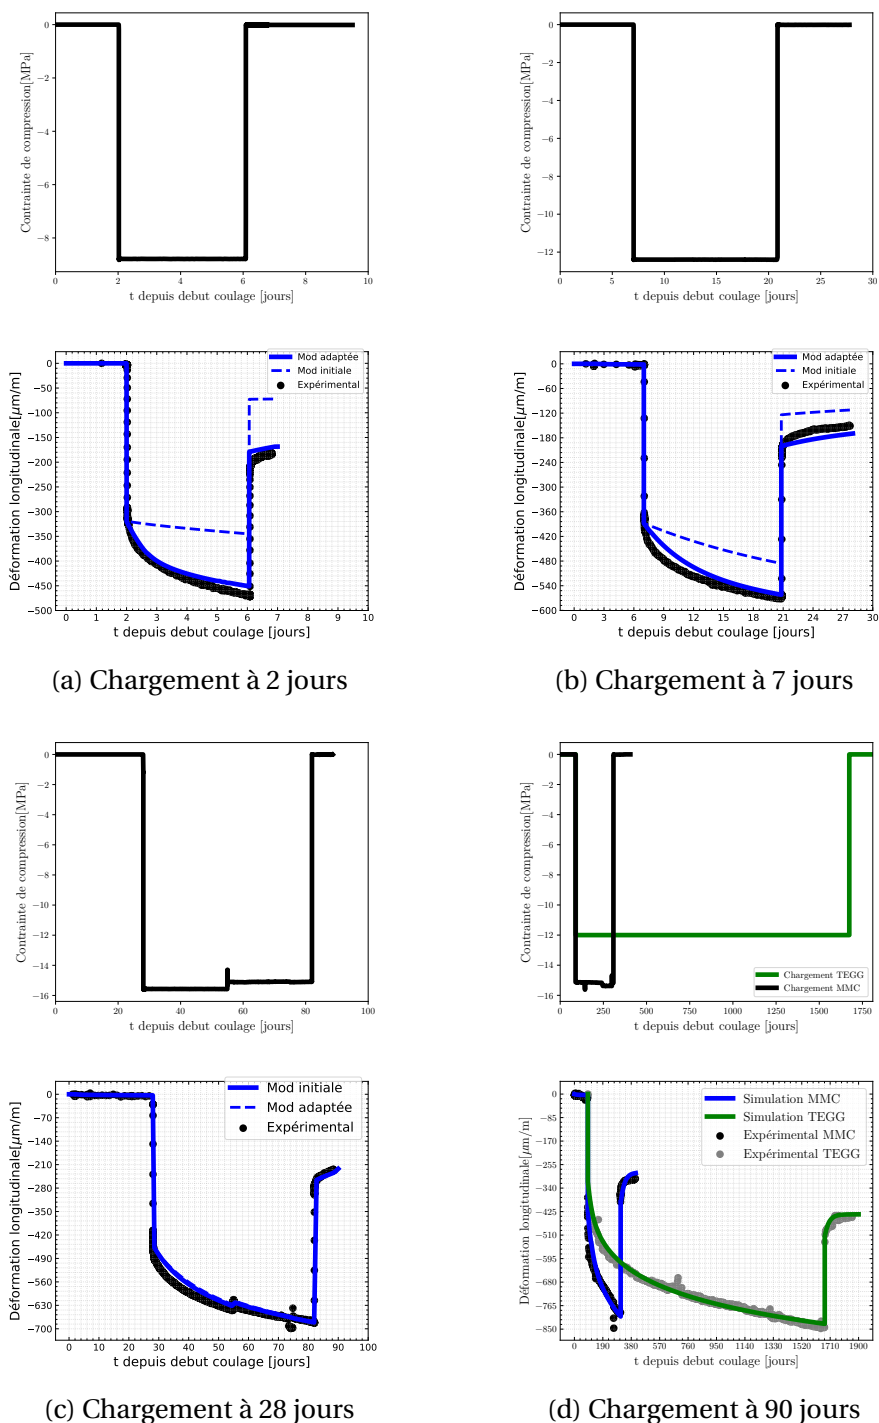 0
−2
−4
−6
−8
Contrainte de compression[MPa]
0 2 4 6 8 10
t depuis debut coulage [jours]
0
−2
−4
−6
−8
−10
−12
Contrainte de compression[MPa]
0 5 10 15 20 25 30
t depuis debut coulage [jours]
0
−50
−100
−150
−200
−250
−300
−350
−400
−450
−500
Déformation longitudinale[μm/m]
Mod adaptée
Mod initiale
Expérimental
0 1 2 3 4 5 6 7 8 9 10
t depuis debut coulage [jours]
(a) Chargement à 2 jours
0
−60
−120
−180
−240
−300
−360
−420
−480
−540
−600
Déformation longitudinale[μm/m]
Mod adaptée
Mod initiale
Expérimental
0 3 6 9 12 15 18 21 24 27 30
t depuis debut coulage [jours]
(b) Chargement à 7 jours
0
−2
−4
−6
−8
−10
−12
−14
−16
Contrainte de compression[MPa]
0 20 40 60 80 100
t depuis debut coulage [jours]
0
−2
−4
−6
−8
−10
−12
−14
−16
Contrainte de compression[MPa]
Chargement TEGG
Chargement MMC
0 250 500 750 1000 1250 1500 1750
t depuis debut coulage [jours]
0
−70
−140
−210
−280
−350
−420
−490
−560
−630
−700
Déformation longitudinale[μm/m]
Mod initiale
Mod adaptée
Expérimental
0 10 20 30 40 50 60 70 80 90 100
t depuis debut coulage [jours]
(c) Chargement à 28 jours
0
−85
−170
−255
−340
−425
−510
−595
−680
−765
−850
Déformation longitudinale[μm/m]
Simulation MMC
Simulation TEGG
Expérimental MMC
Expérimental TEGG
0 190 380 570 760 950 1140 1330 1520 1710 1900
t depuis debut coulage [jours]
(d) Chargement à 90 jours